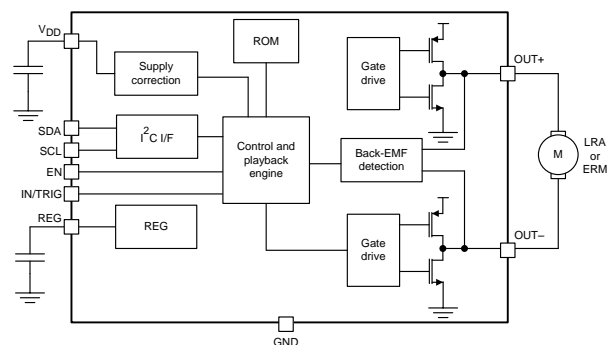 VDD
ROM
OUT+
Supply
correction
Gate
drive
SDA
SCL
I2C I/F
EN
IN/TRIG
Control and
playback
engine
Back-EMF
detection
M
LRA
or
ERM
REG
REG
Gate
drive
OUT–
GND